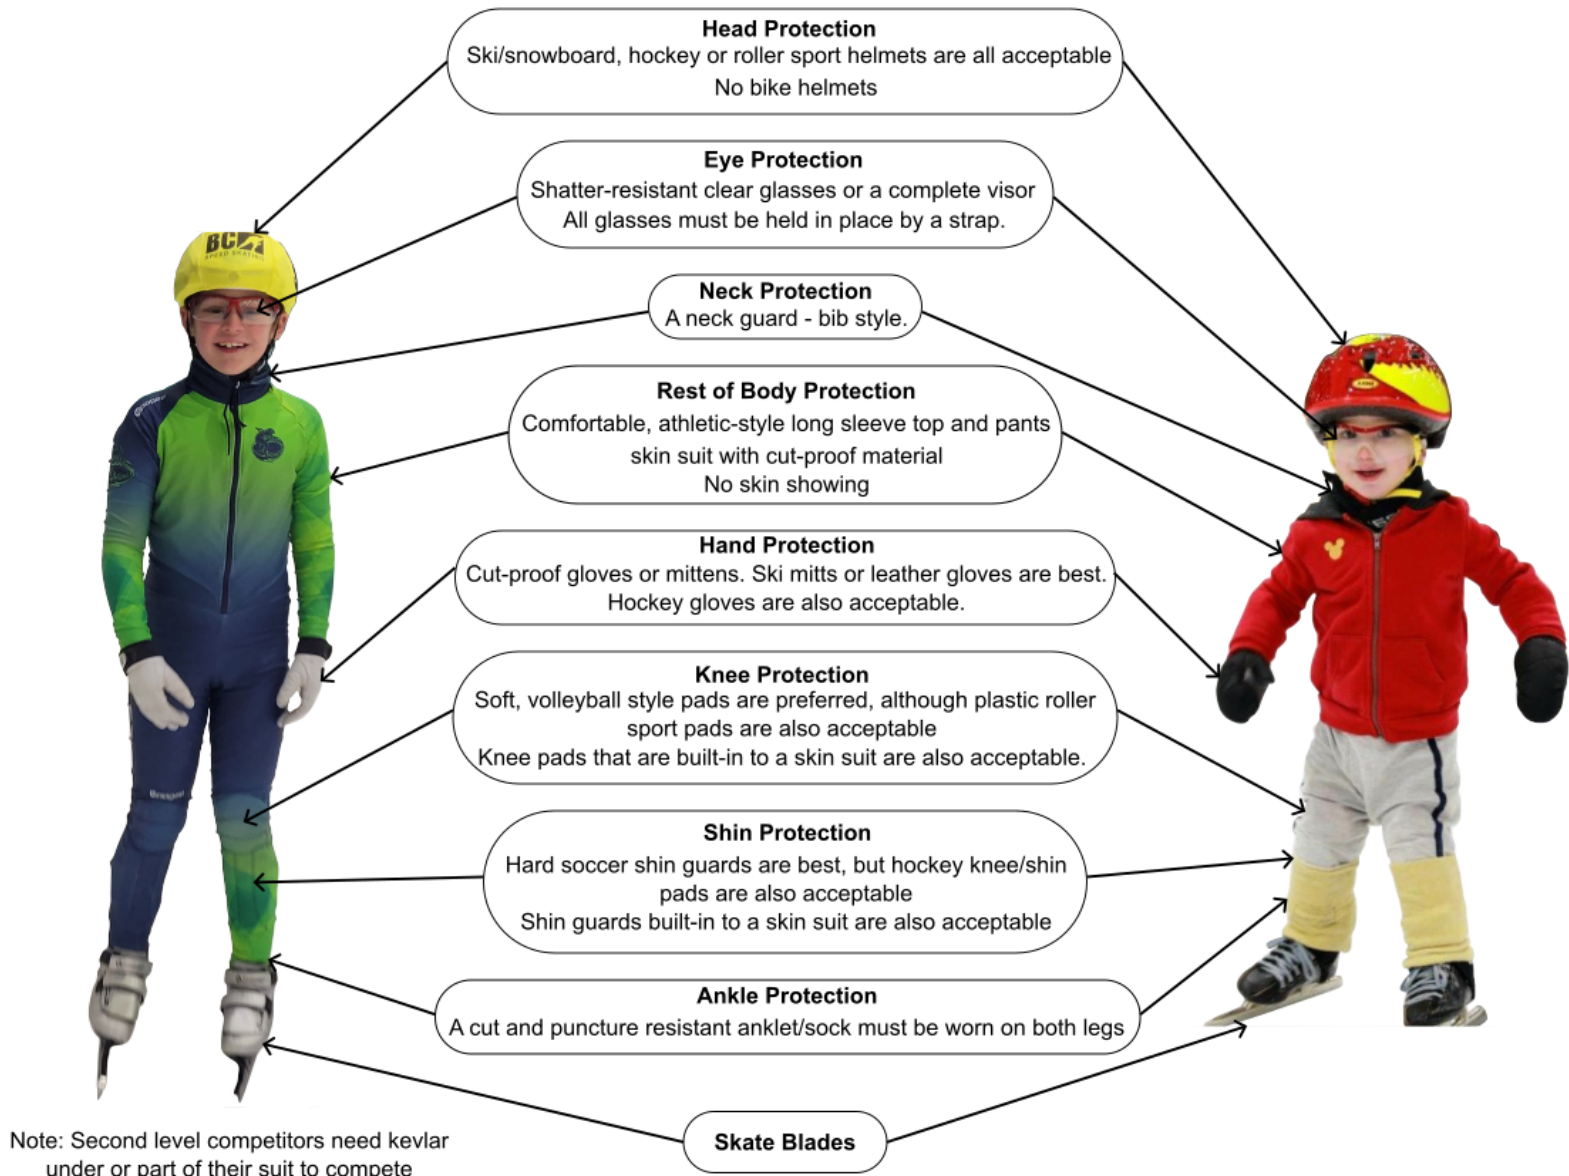 Head Protection
Ski/snowboard, hockey or roller sport helmets are all acceptable
No bike helmets
Eye Protection
Shatter-resistant clear glasses or a complete visor
All glasses must be held in place by a strap.
BC
SPEED SKATING
Neck Protection
A neck guard - bib style.
Rest of Body Protection
Comfortable, athletic-style long sleeve top and pants
skin suit with cut-proof material
No skin showing
Hand Protection
Cut-proof gloves or mittens. Ski mitts or leather gloves are best.
Hockey gloves are also acceptable.
Knee Protection
Soft, volleyball style pads are preferred, although plastic roller
sport pads are also acceptable
Knee pads that are built-in to a skin suit are also acceptable.
Shin Protection
Hard soccer shin guards are best, but hockey knee/shin
pads are also acceptable
Shin guards built-in to a skin suit are also acceptable
Ankle Protection
A cut and puncture resistant anklet/sock must be worn on both legs
Skate Blades
Note: Second level competitors need kevlar
under or part of their suit to compete